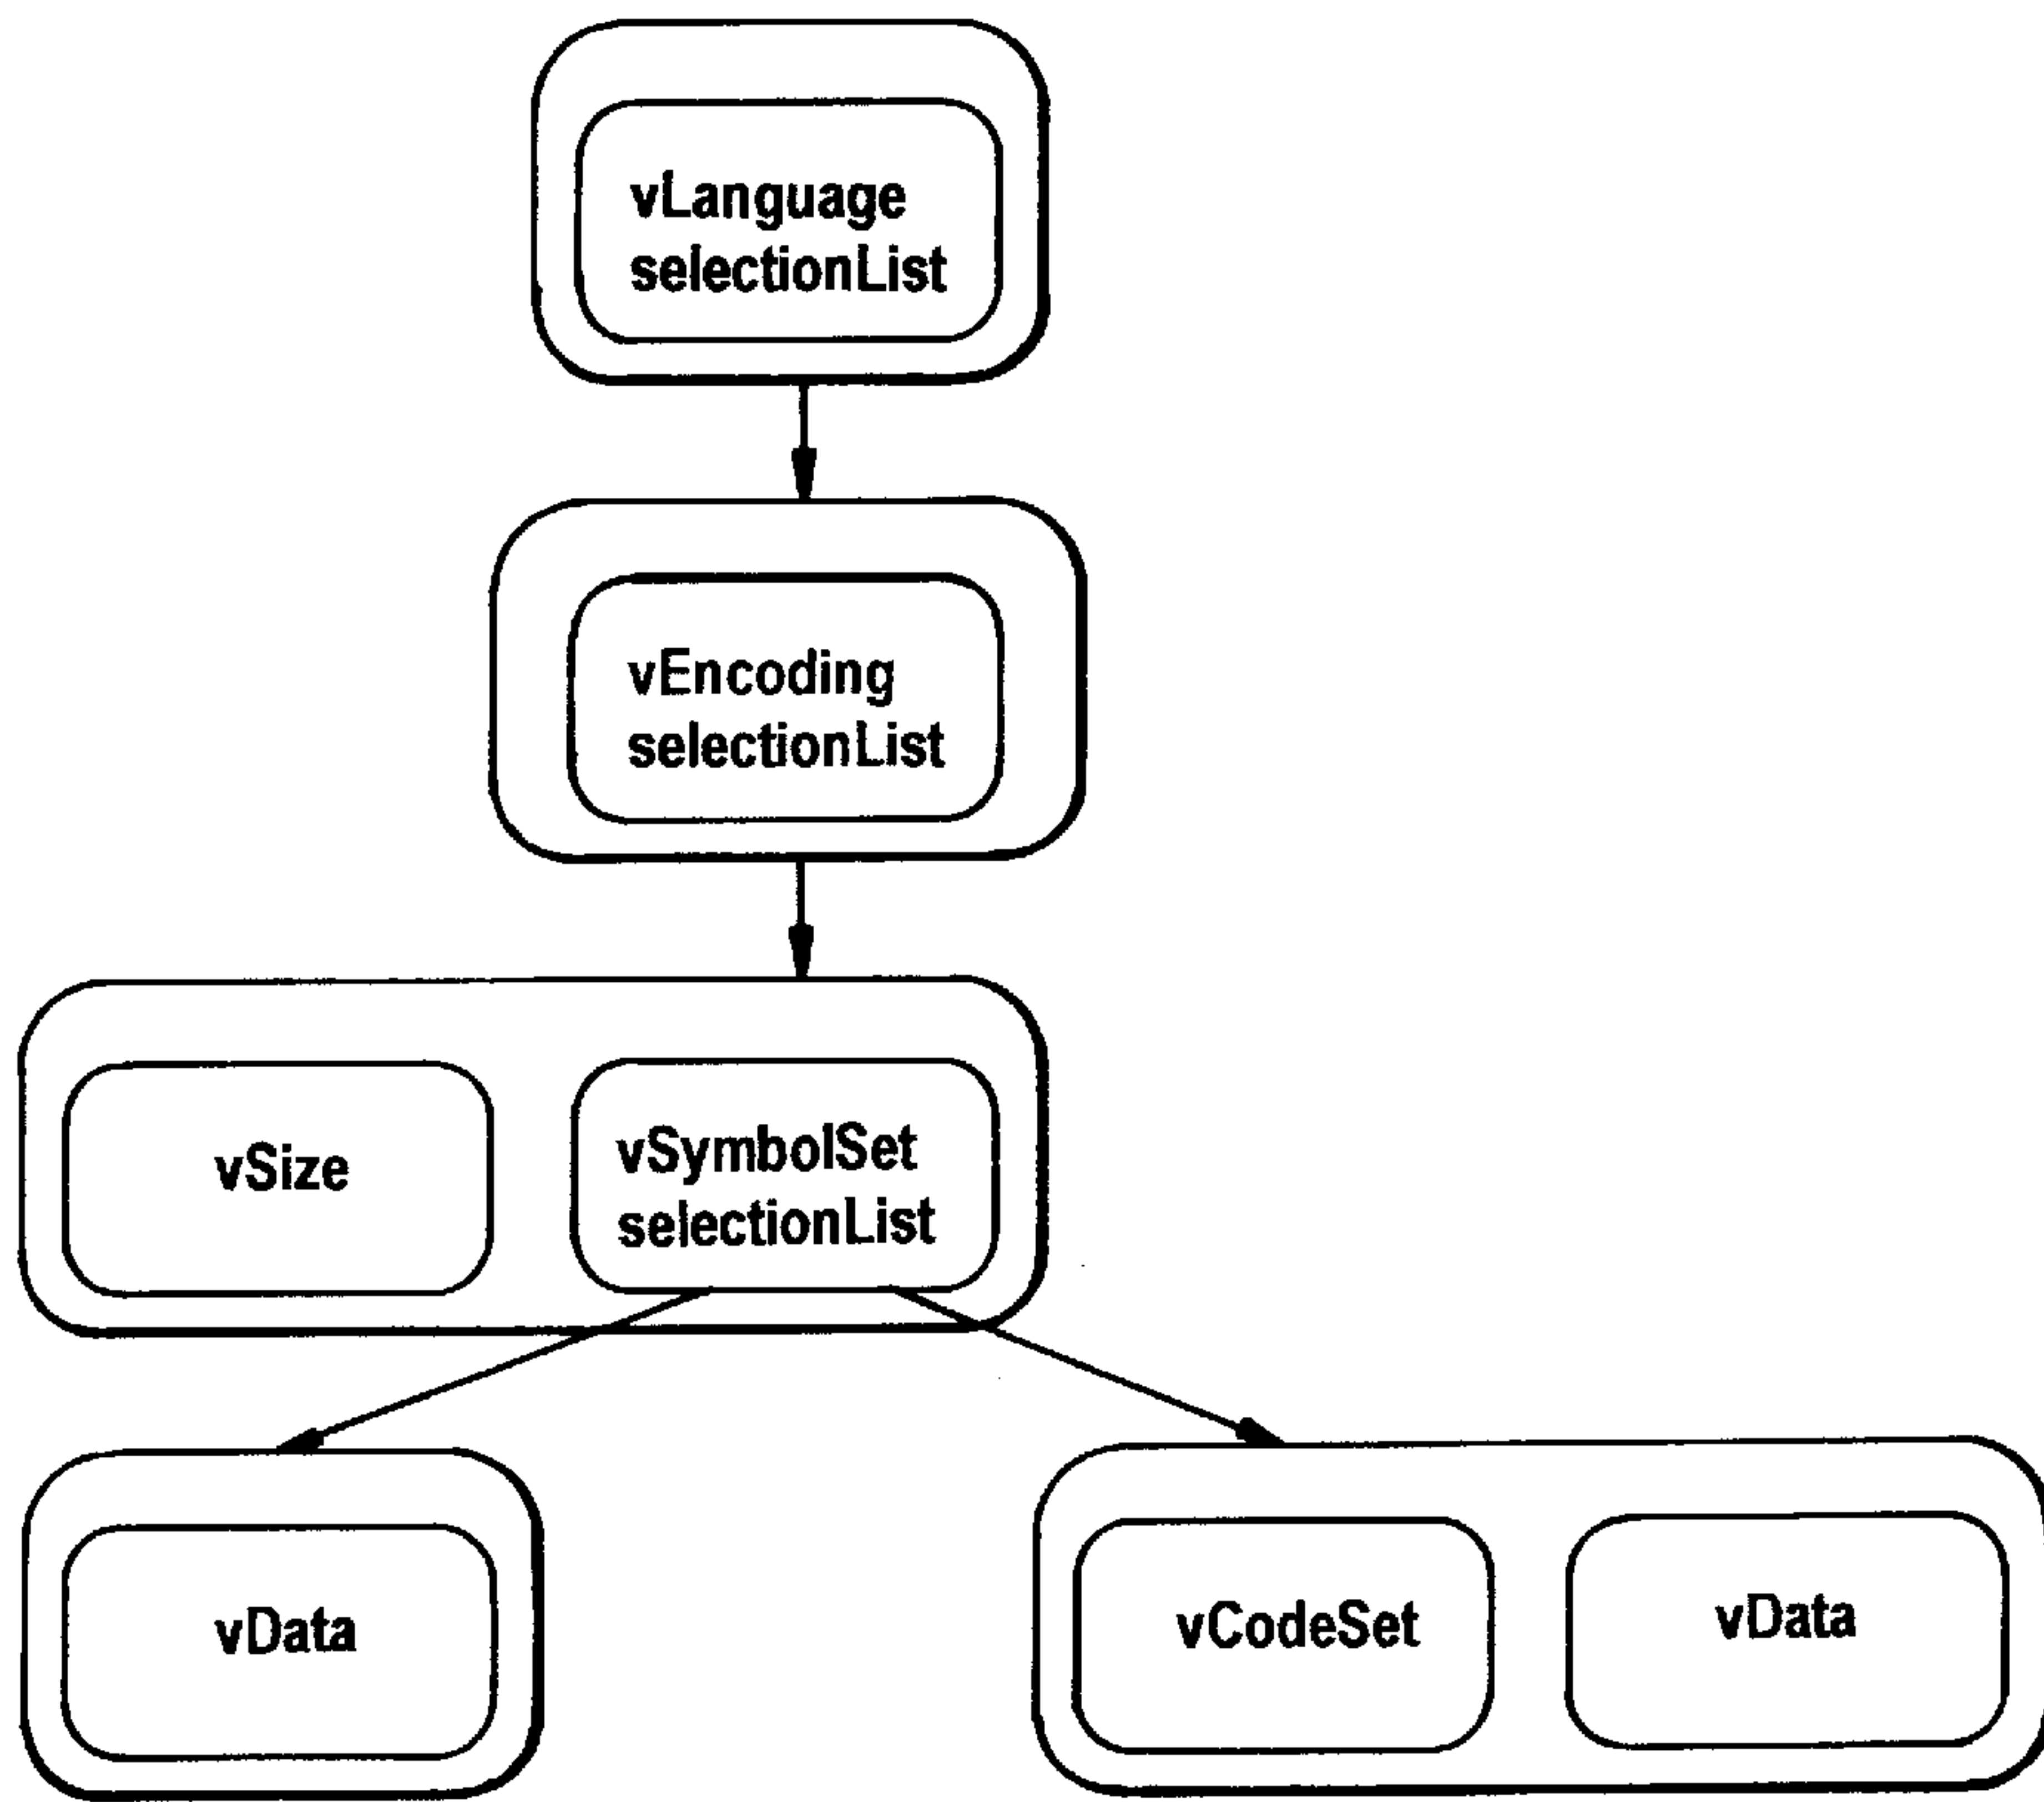 vLanguage
selectionList
vEncoding
selectionList
vSize
vSymbolSet
selectionList
vData
vCodeSet
vData